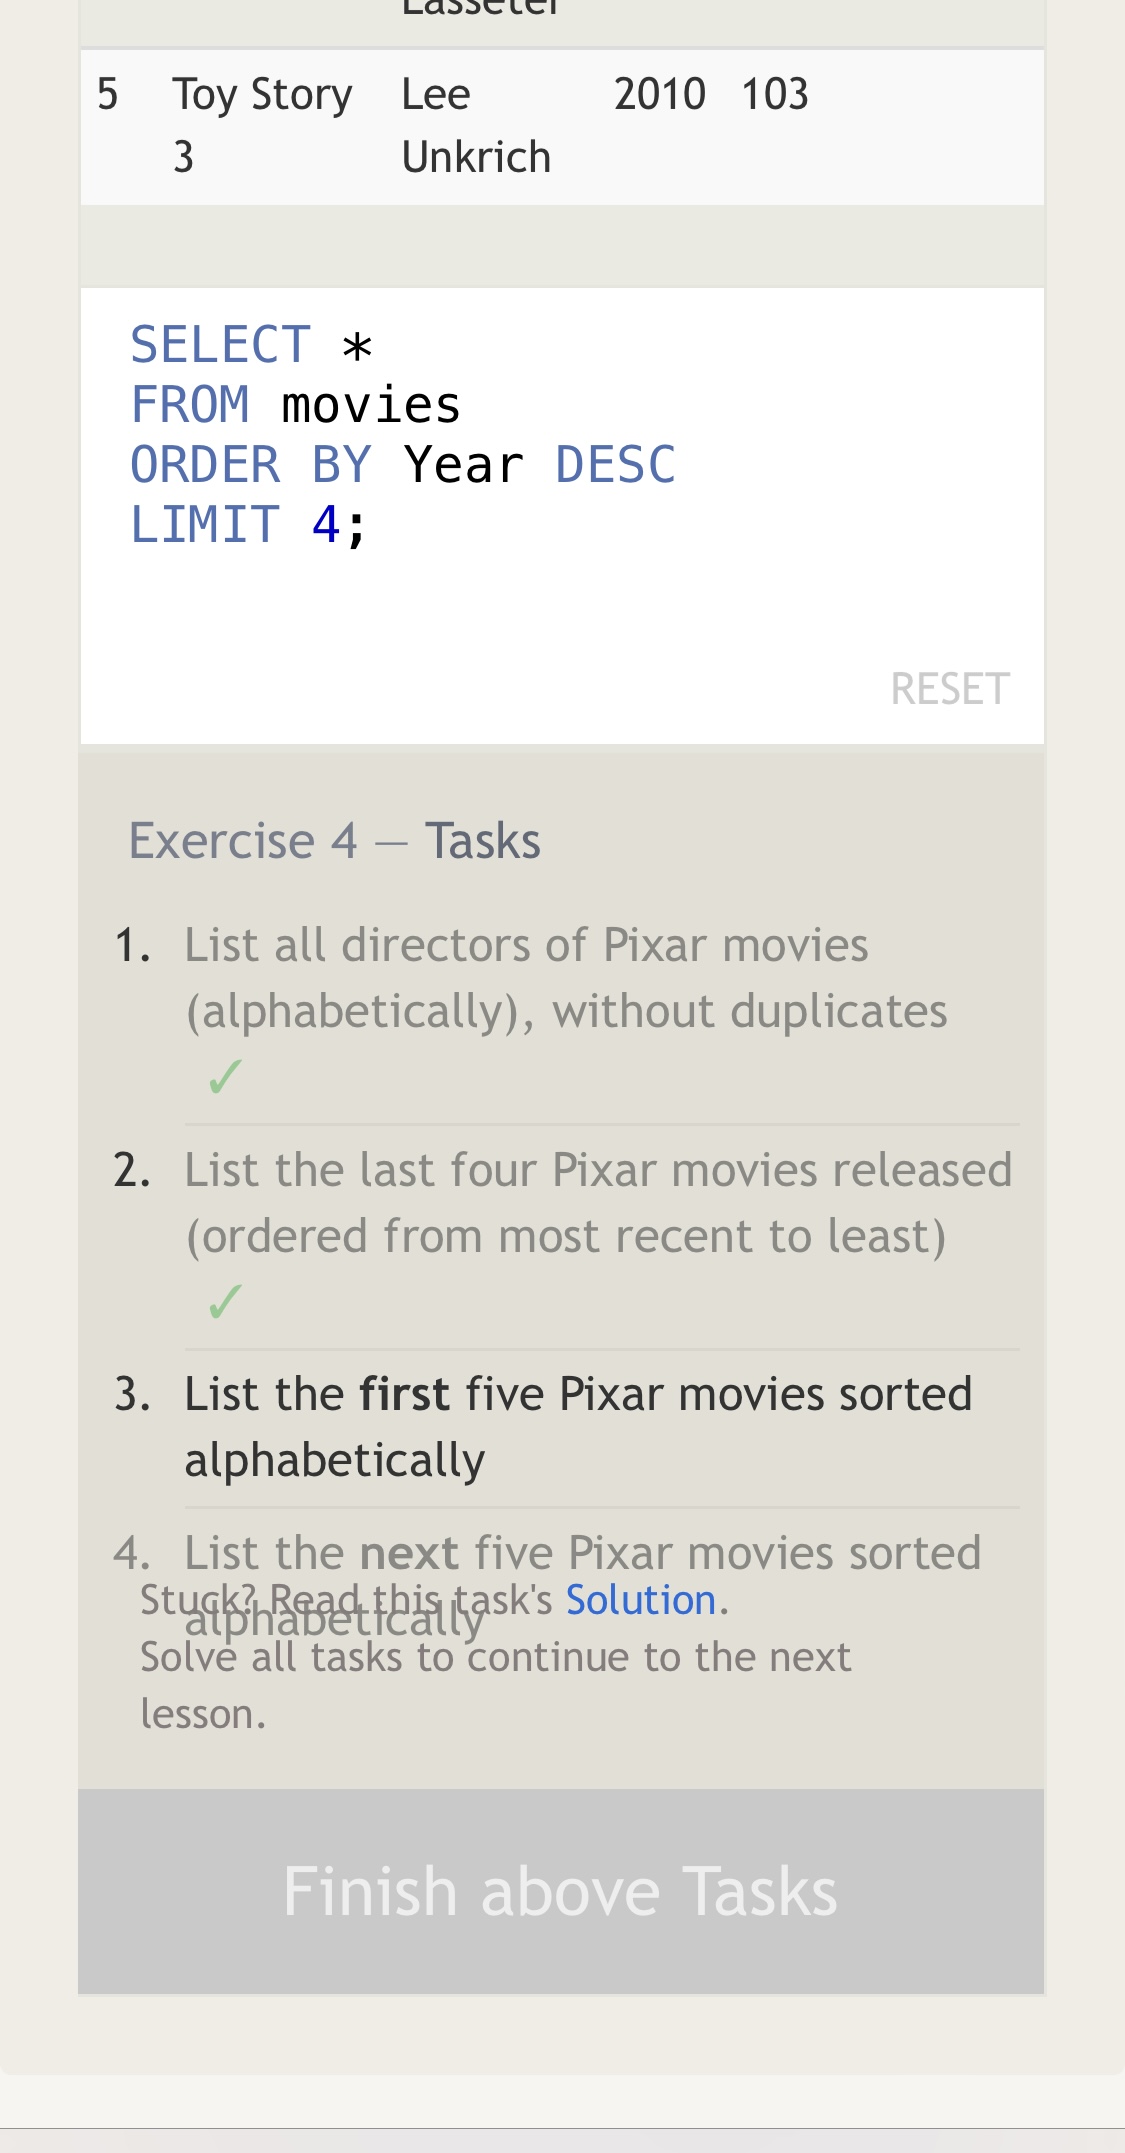 Lasseter
5 Toy Story Lee 2010 103
3 Unkrich
SELECT *
FROM movies
ORDER BY Year DESC
LIMIT 4;
RESET
Exercise 4 — Tasks
1. List all directors of Pixar movies
(alphabetically), without duplicates
✓
2. List the last four Pixar movies released
(ordered from most recent to least)
✓
3. List the first five Pixar movies sorted
alphabetically
4. List the next five Pixar movies sorted
alphabetically
Stuck? Read this task's Solution.
Solve all tasks to continue to the next
lesson.
Finish above Tasks